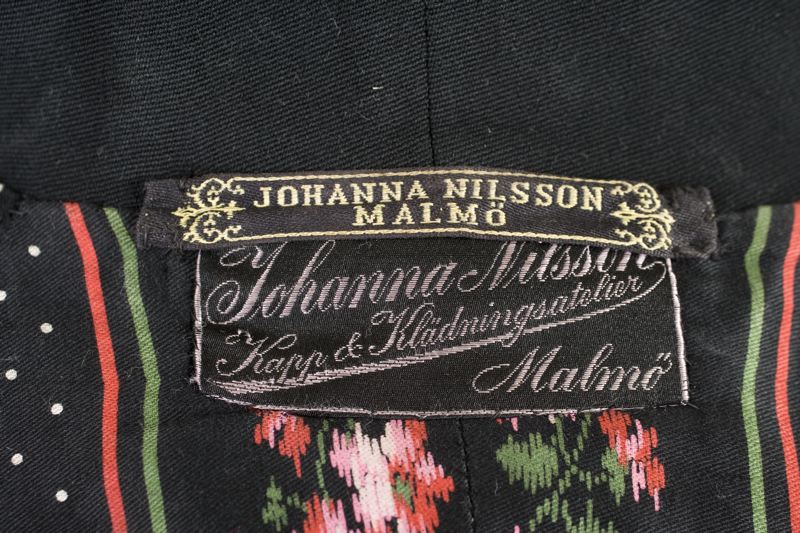 JOHANNA NILSSON
MALMÖ
Johanna Nilsson
Kapp & Klädningsatelier
Malmö